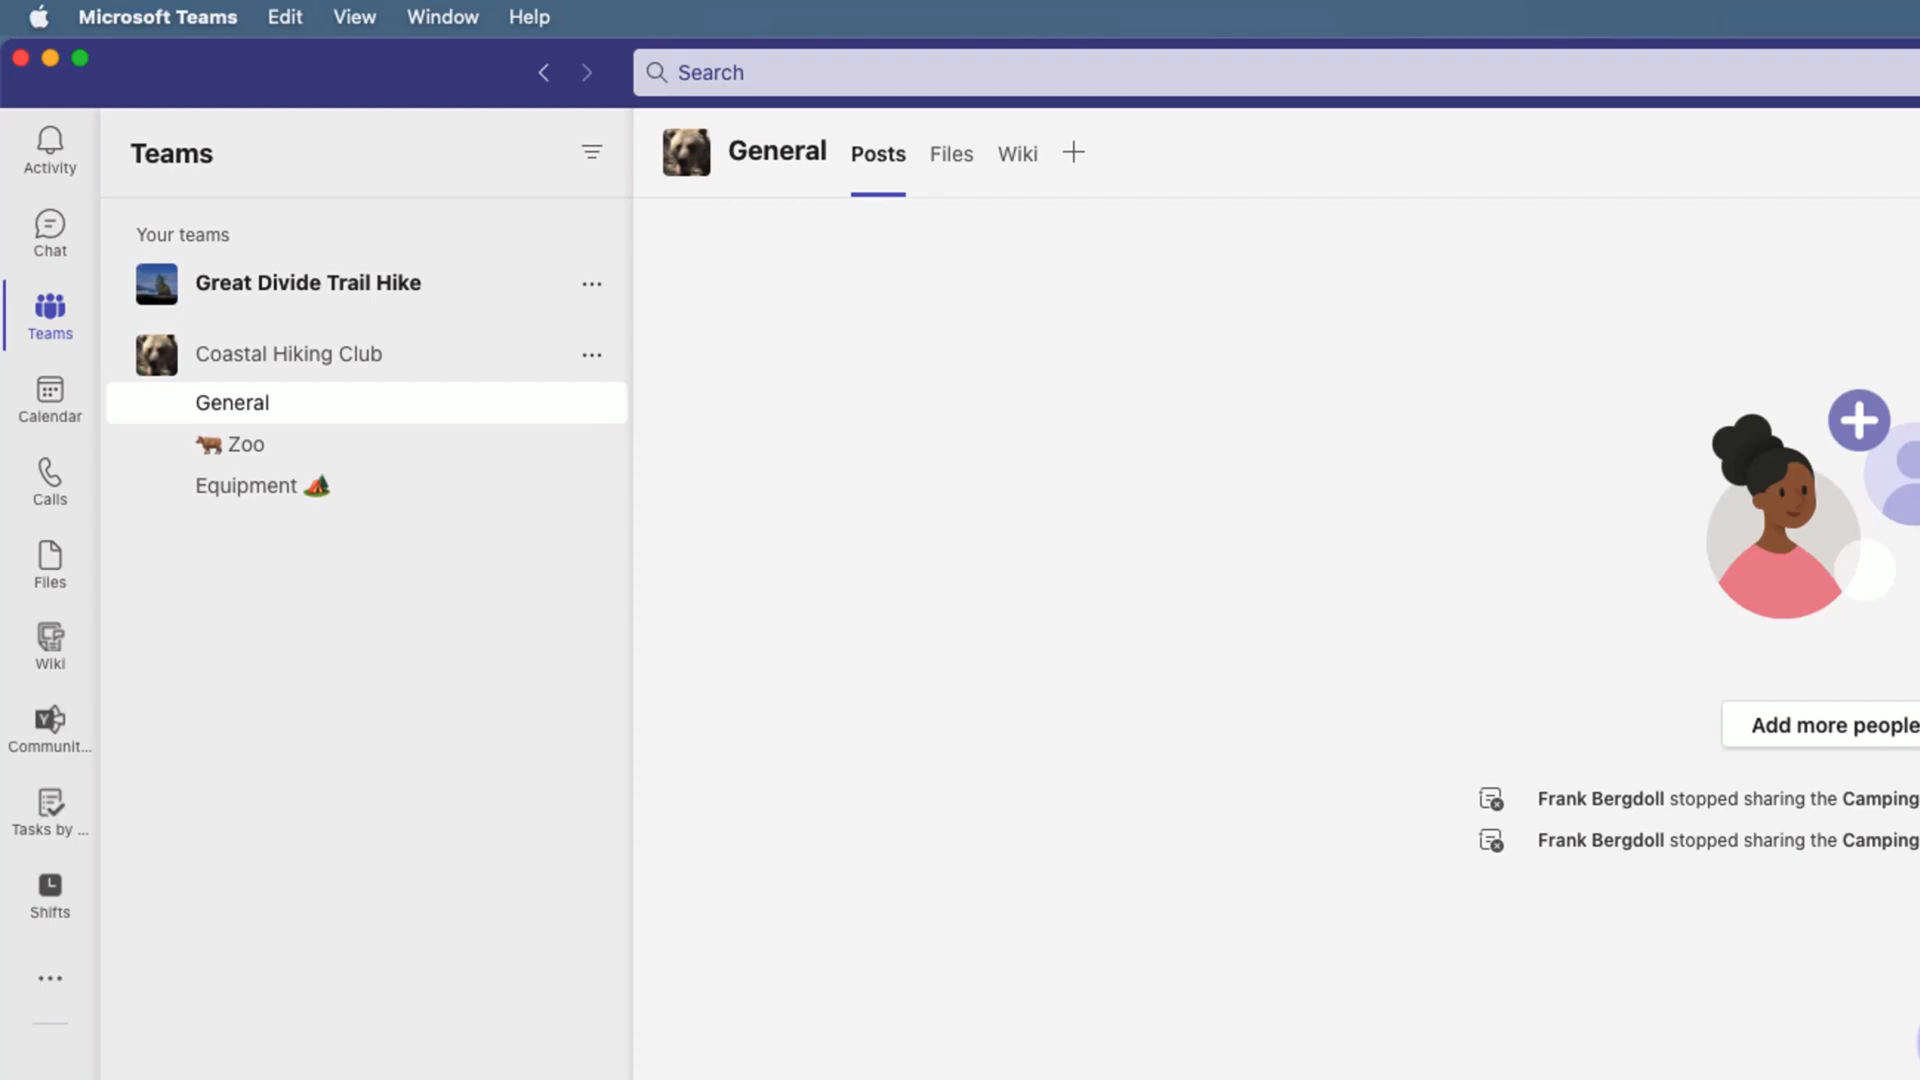 Microsoft Teams Edit View Window Help
Search
Activity
Chat
Teams
Calendar
Calls
Files
Wiki
Communit...
Tasks by ...
Shifts
Teams
Your teams
Great Divide Trail Hike
Coastal Hiking Club
General
Zoo
Equipment
General Posts Files Wiki
Add more people
Frank Bergdoll stopped sharing the Camping
Frank Bergdoll stopped sharing the Camping